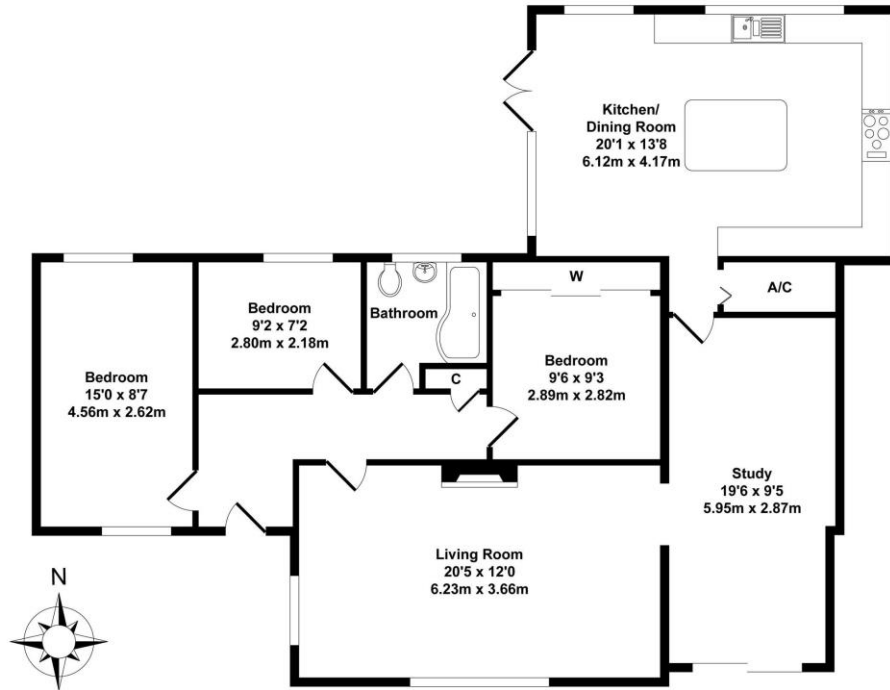 Kitchen/
Dining Room
20'1 x 13'8
6.12m x 4.17m
W
A/C
Bedroom
9'2 x 7'2
2.80m x 2.18m
Bathroom
Bedroom
15'0 x 8'7
4.56m x 2.62m
C
Bedroom
9'6 x 9'3
2.89m x 2.82m
Study
19'6 x 9'5
5.95m x 2.87m
Living Room
20'5 x 12'0
6.23m x 3.66m
N